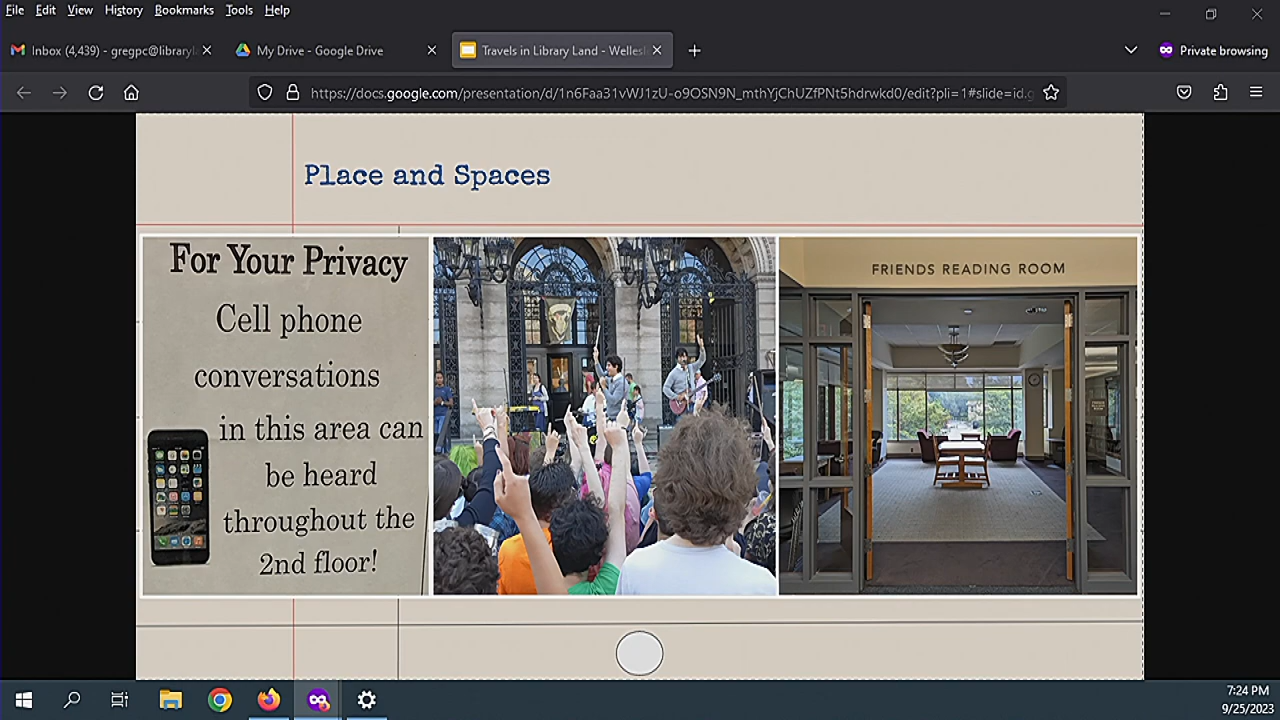 File Edit View History Bookmarks Tools Help
Inbox (4,439) - gregpc@library
My Drive - Google Drive
Travels in Library Land - Welles
Private browsing
https://docs.google.com/presentation/d/1n6Faa31vWJ1zU-o9OSN9N_mthYjChUZfPNt5hdrwkd0/edit?pli=1#slide=id.g
Place and Spaces
For Your Privacy
Cell phone
conversations
in this area can
be heard
throughout the
2nd floor!
FRIENDS READING ROOM
7:24 PM
9/25/2023